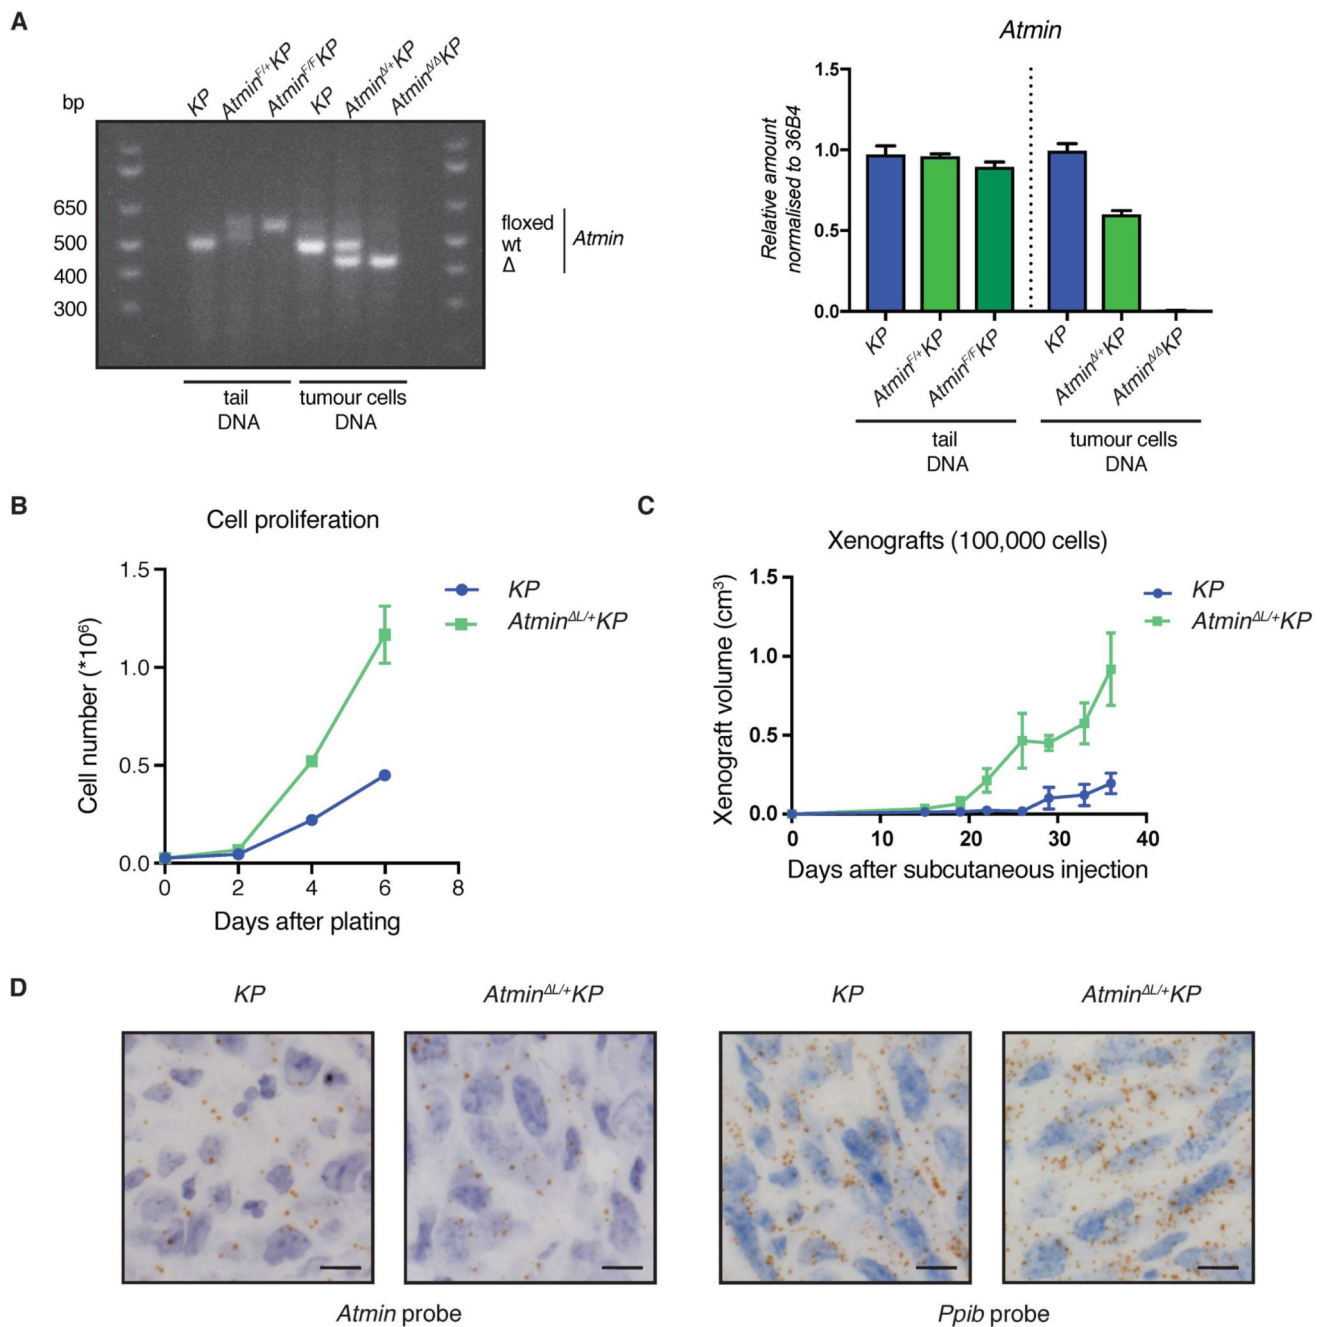 A
bp
KP
Atmin^F/+KP
Atmin^F/FKP
KP
Atmin^Δ/+KP
Atmin^Δ/ΔKP
650
500
400
300
floxed
wt
Δ
Atmin
tail
DNA
tumour cells
DNA
Atmin
Relative amount
normalised to 36B4
1.5
1.0
0.5
0.0
KP
Atmin^F/+KP
Atmin^F/FKP
KP
Atmin^Δ/+KP
Atmin^Δ/ΔKP
tail
DNA
tumour cells
DNA
B
Cell proliferation
Cell number (*10⁶)
1.5
1.0
0.5
0.0
0 2 4 6 8
Days after plating
KP
Atmin^ΔL/+KP
C
Xenografts (100,000 cells)
Xenograft volume (cm³)
1.5
1.0
0.5
0.0
0 10 20 30 40
Days after subcutaneous injection
KP
Atmin^ΔL/+KP
D
KP
Atmin^ΔL/+KP
KP
Atmin^ΔL/+KP
Atmin probe
Ppib probe